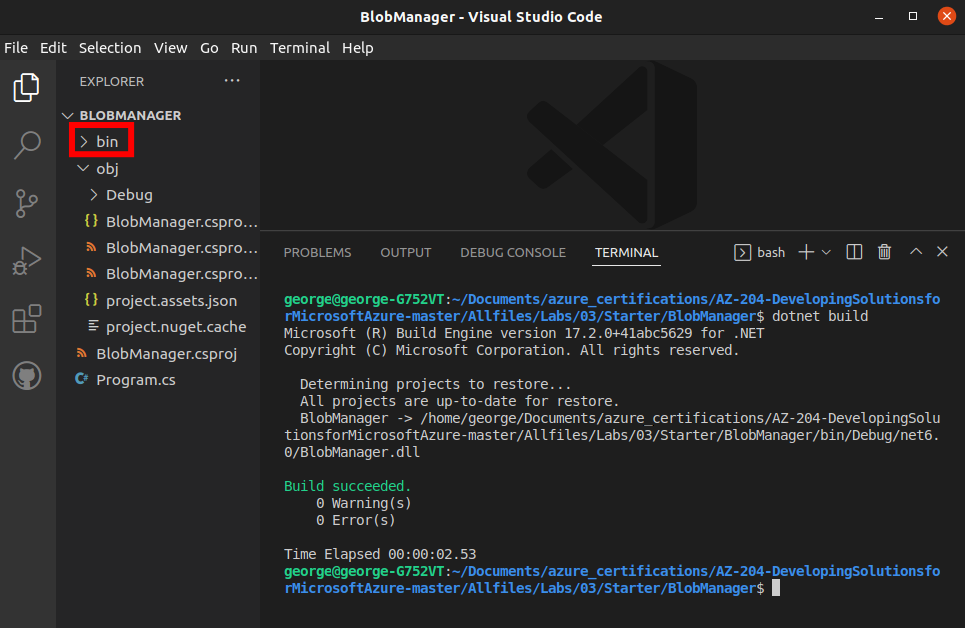 BlobManager - Visual Studio Code
File Edit Selection View Go Run Terminal Help
EXPLORER ...
BLOBMANAGER
bin
obj
Debug
BlobManager.cspro...
BlobManager.cspro...
BlobManager.cspro...
project.assets.json
project.nuget.cache
BlobManager.csproj
Program.cs
PROBLEMS OUTPUT DEBUG CONSOLE TERMINAL bash
george@george-G752VT:~/Documents/azure_certifications/AZ-204-DevelopingSolutionsfo
rMicrosoftAzure-master/Allfiles/Labs/03/Starter/BlobManager$ dotnet build
Microsoft (R) Build Engine version 17.2.0+41abc5629 for .NET
Copyright (C) Microsoft Corporation. All rights reserved.
Determining projects to restore...
All projects are up-to-date for restore.
BlobManager -> /home/george/Documents/azure_certifications/AZ-204-DevelopingSolu
tionsforMicrosoftAzure-master/Allfiles/Labs/03/Starter/BlobManager/bin/Debug/net6.
0/BlobManager.dll
Build succeeded.
0 Warning(s)
0 Error(s)
Time Elapsed 00:00:02.53
george@george-G752VT:~/Documents/azure_certifications/AZ-204-DevelopingSolutionsfo
rMicrosoftAzure-master/Allfiles/Labs/03/Starter/BlobManager$